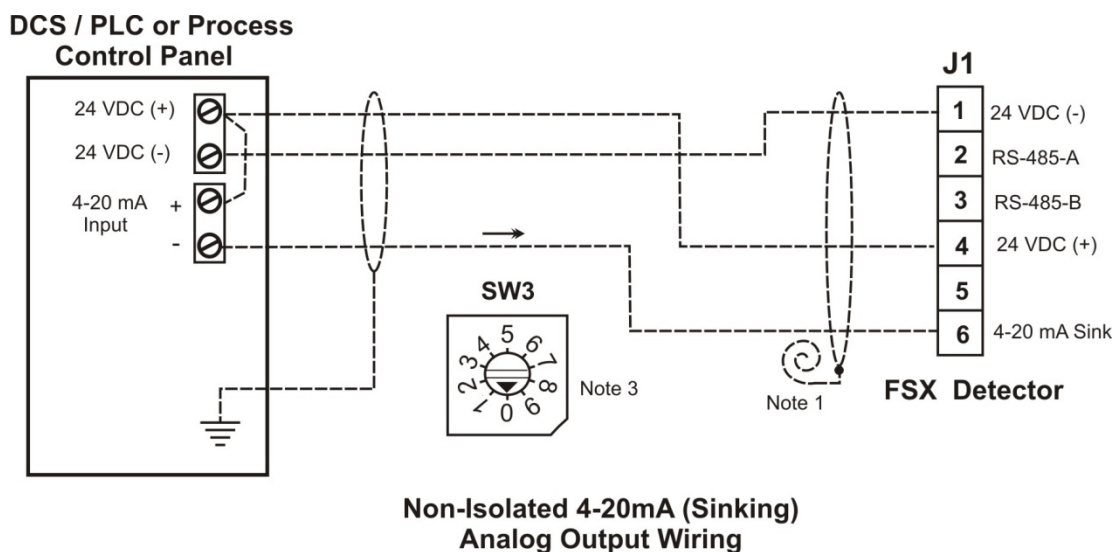 DCS / PLC or Process
Control Panel
24 VDC (+)
24 VDC (-)
4-20 mA +
Input
-
SW3
0 1 2 3 4 5 6 7 8 9
Note 3
Note 1
J1
1 24 VDC (-)
2 RS-485-A
3 RS-485-B
4 24 VDC (+)
5
6 4-20 mA Sink
FSX Detector
Non-Isolated 4-20mA (Sinking)
Analog Output Wiring